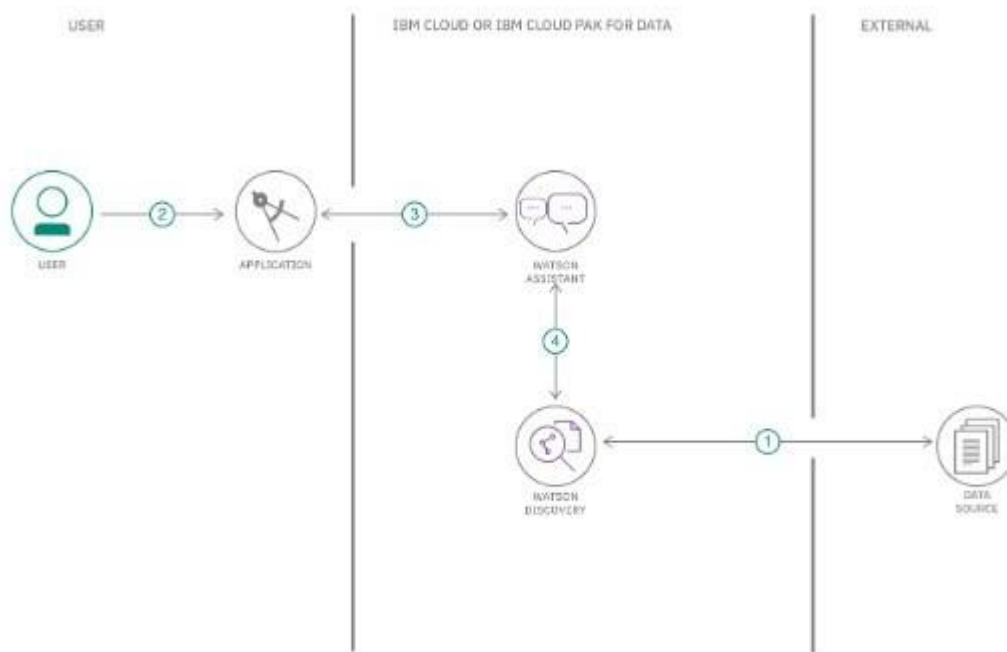 USER
IBM CLOUD OR IBM CLOUD PAK FOR DATA
EXTERNAL
2
3
USER
APPLICATION
WATSON
ASSISTANT
4
1
WATSON
DISCOVERY
DATA
SOURCE